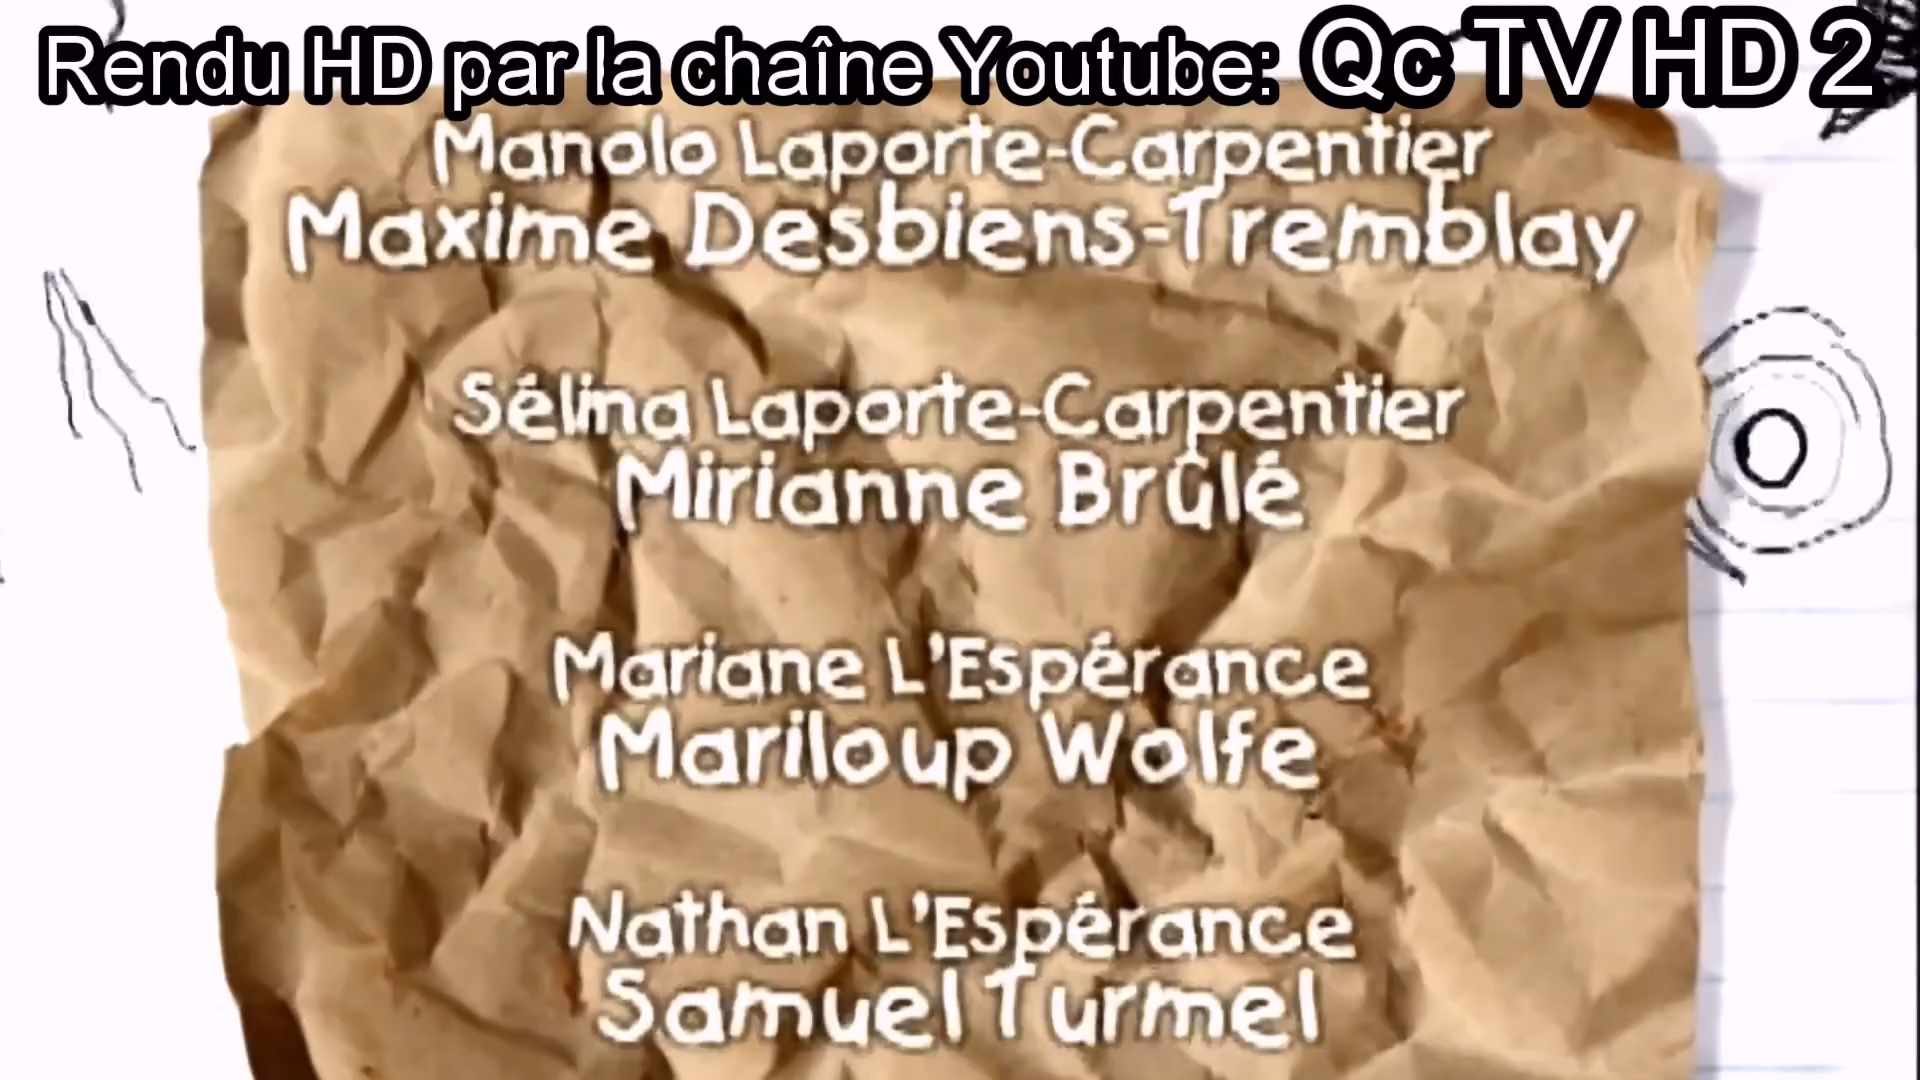 Rendu HD par la chaîne Youtube: Qc TV HD 2
Manolo Laporte-Carpentier
Maxime Desbiens-Tremblay
Sélina Laporte-Carpentier
Mirianne Brûlé
Mariane L'Espérance
Mariloup Wolfe
Nathan L'Espérance
Samuel Turmel